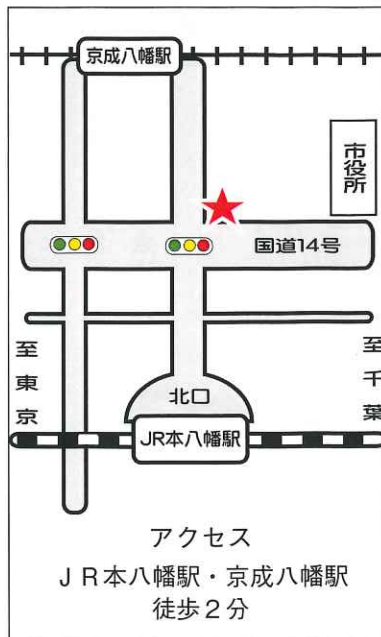 京成八幡駅
市役所
国道14号
至東京
至千葉
北口
JR本八幡駅
アクセス
ＪＲ本八幡駅・京成八幡駅
徒歩２分